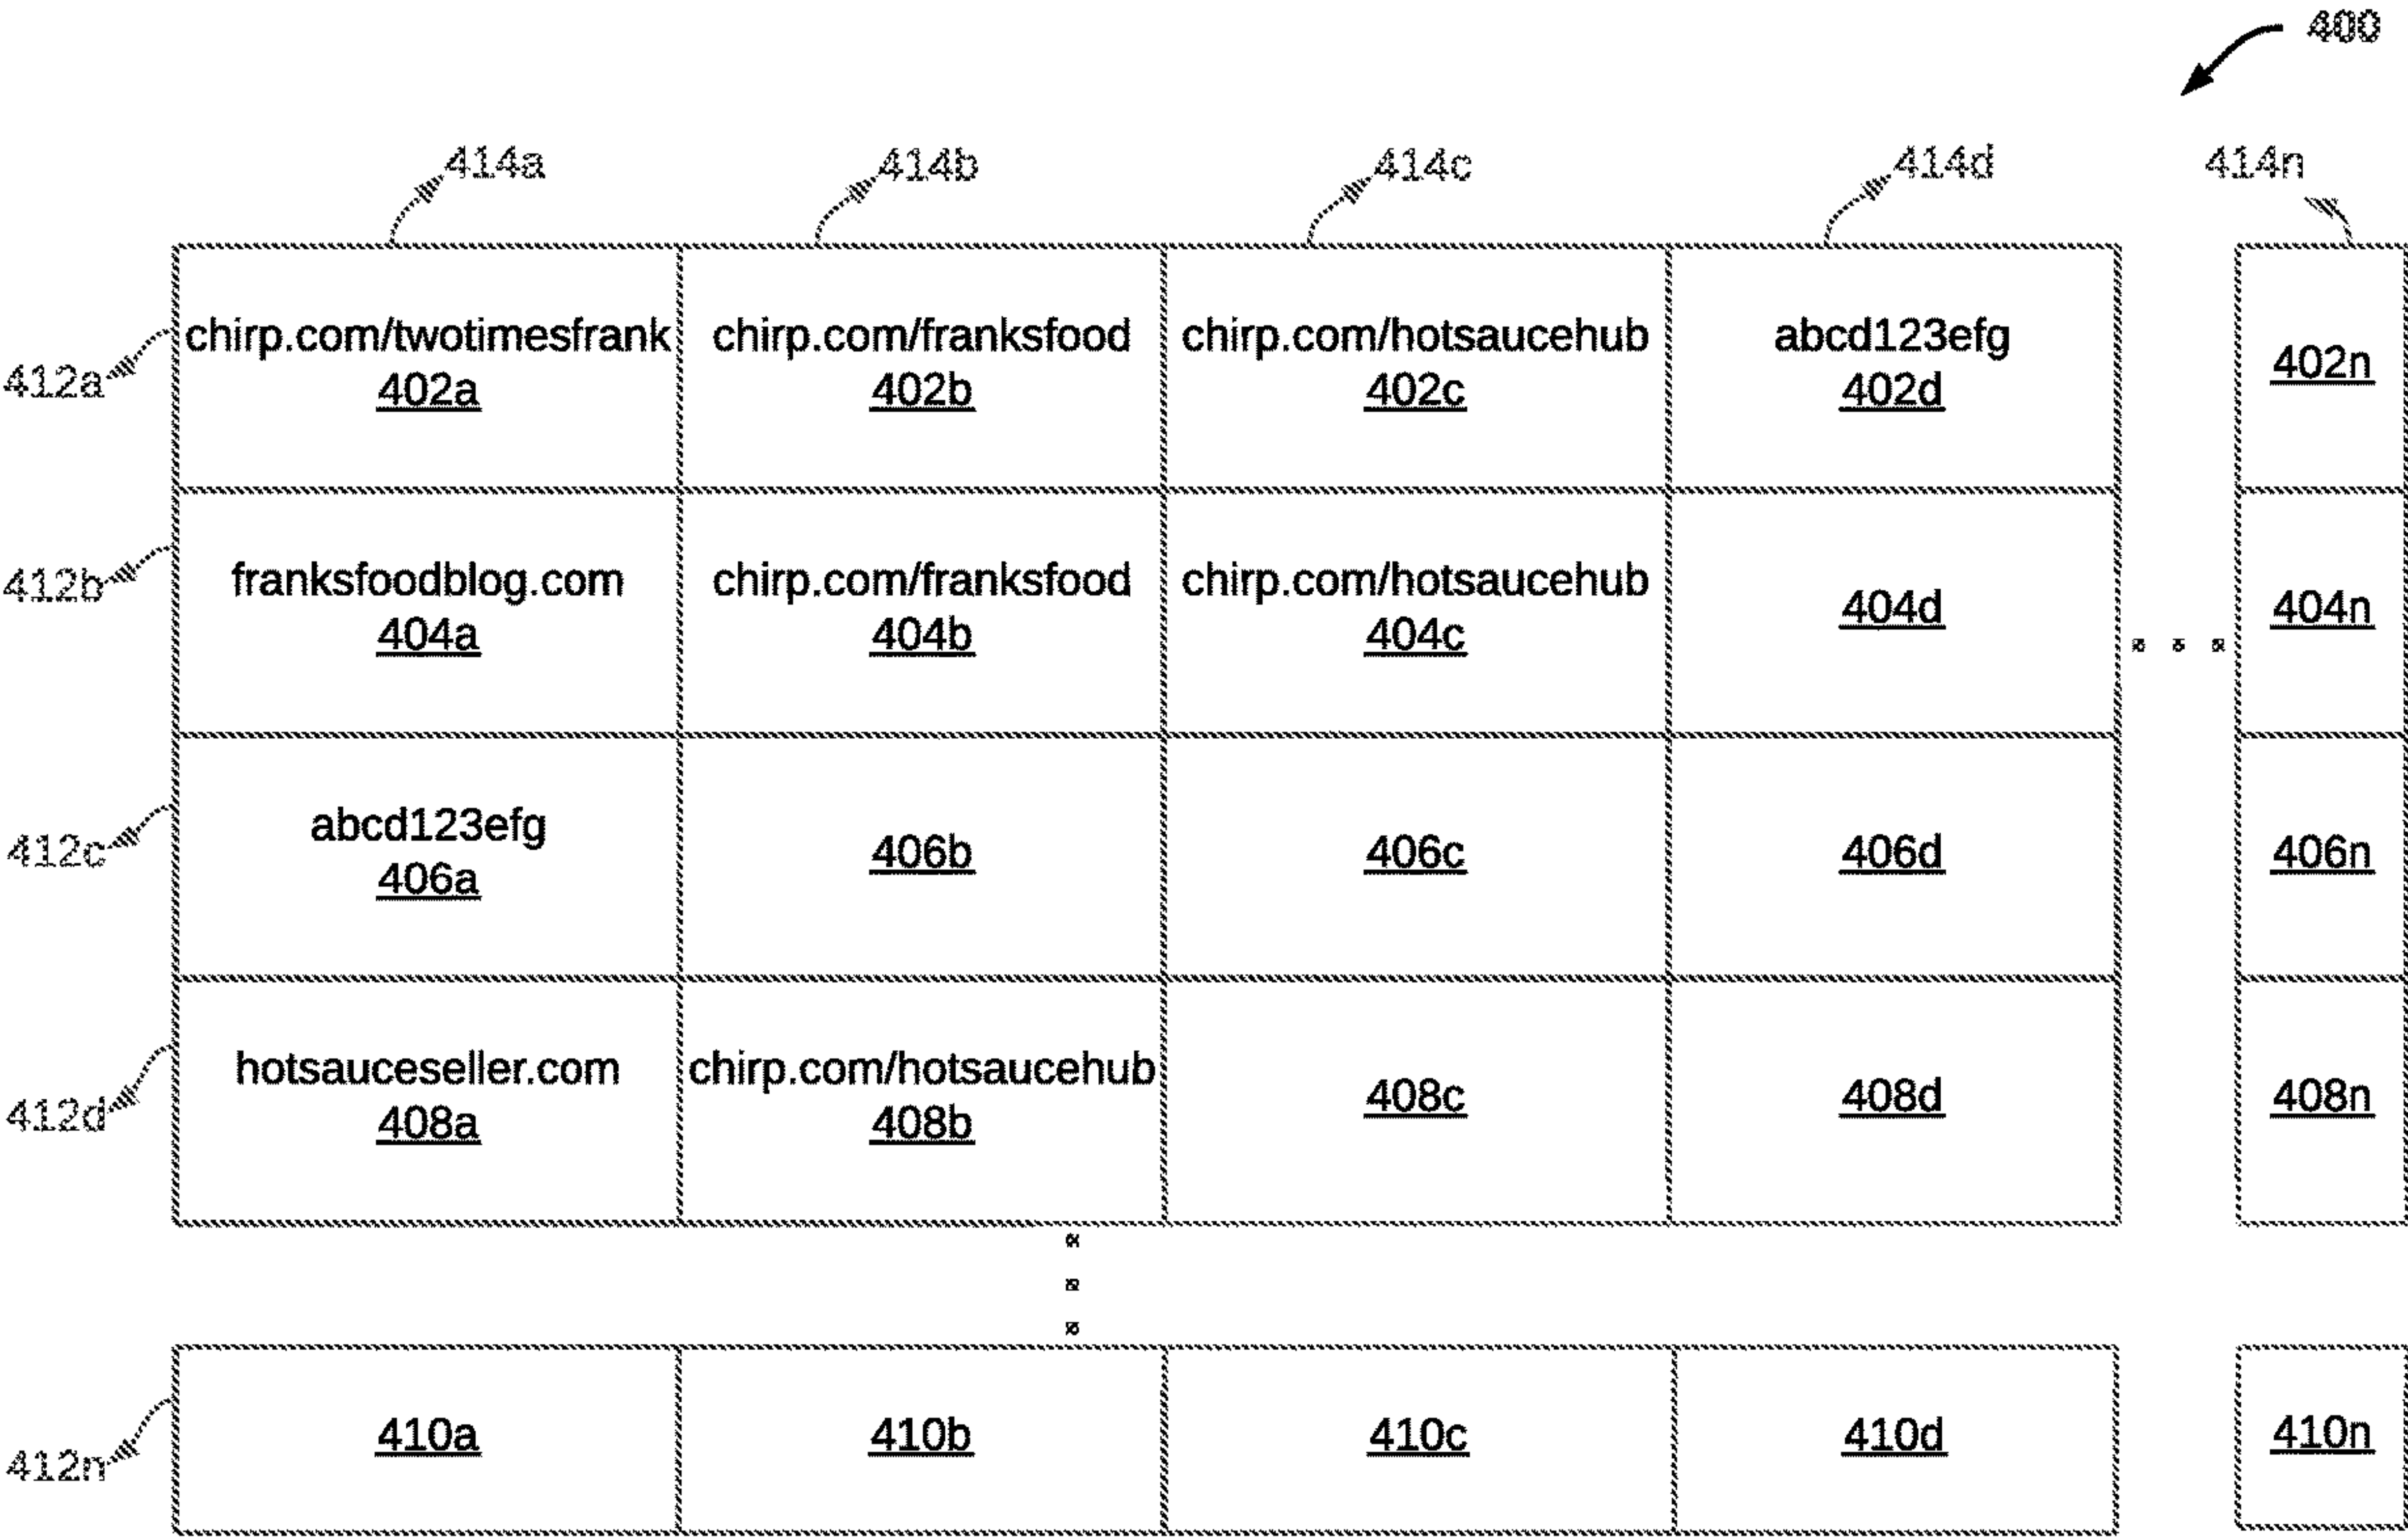 400
414a 414b 414c 414d 414n
chirp.com/twotimesfrank chirp.com/franksfood chirp.com/hotsaucehub abcd123efg
412a 402a 402b 402c 402d 402n
franksfoodblog.com chirp.com/franksfood chirp.com/hotsaucehub
412b 404a 404b 404c 404d 404n
abcd123efg
412c 406a 406b 406c 406d 406n
hotsauceseller.com chirp.com/hotsaucehub
412d 408a 408b 408c 408d 408n
412n 410a 410b 410c 410d 410n